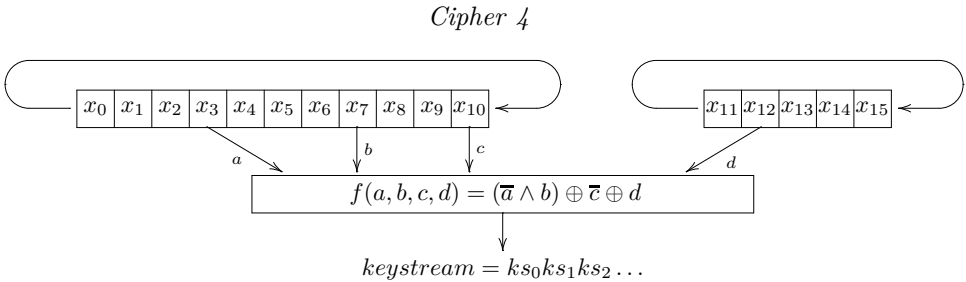 Cipher 4
x₀ x₁ x₂ x₃ x₄ x₅ x₆ x₇ x₈ x₉ x₁₀ x₁₁ x₁₂ x₁₃ x₁₄ x₁₅
a b c d
f(a, b, c, d) = (a̅ ∧ b) ⊕ c̅ ⊕ d
keystream = ks₀ks₁ks₂ …